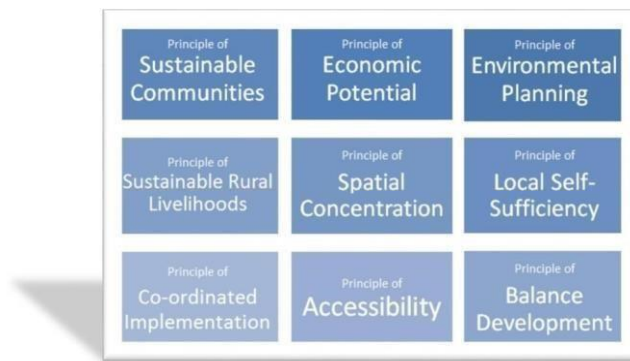 Principle of
Sustainable
Communities
Principle of
Economic
Potential
Principle of
Environmental
Planning
Principle of
Sustainable Rural
Livelihoods
Principle of
Spatial
Concentration
Principle of
Local Self-
Sufficiency
Principle of
Co-ordinated
Implementation
Principle of
Accessibility
Principle of
Balance
Development